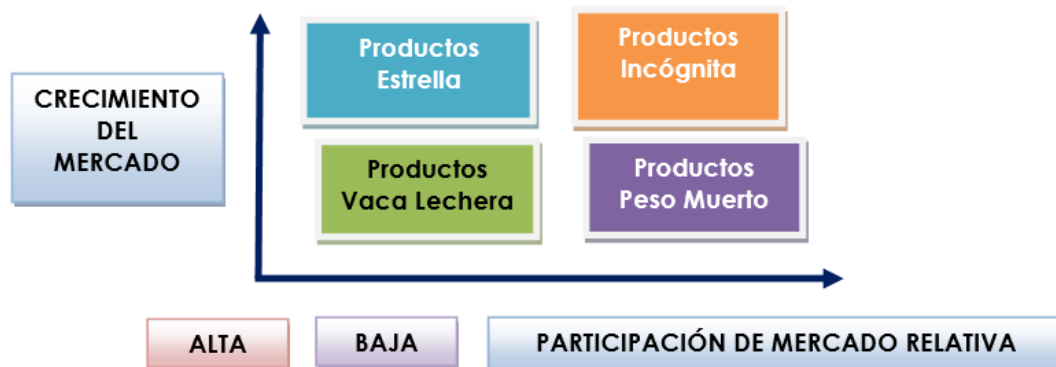 Productos
Estrella
Productos
Incógnita
CRECIMIENTO
DEL
MERCADO
Productos
Vaca Lechera
Productos
Peso Muerto
ALTA
BAJA
PARTICIPACIÓN DE MERCADO RELATIVA